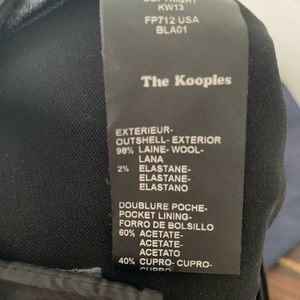 KW13
FP712 USA
BLA01
The Kooples
EXTERIEUR-
OUTSHELL- EXTERIOR
98% LAINE- WOOL-
LANA
2% ELASTANE-
ELASTANE-
ELASTANO
DOUBLURE POCHE-
POCKET LINING-
FORRO DE BOLSILLO
60% ACETATE-
ACETATE-
ACETATO
40% CUPRO- CUPRO-
CUPRO